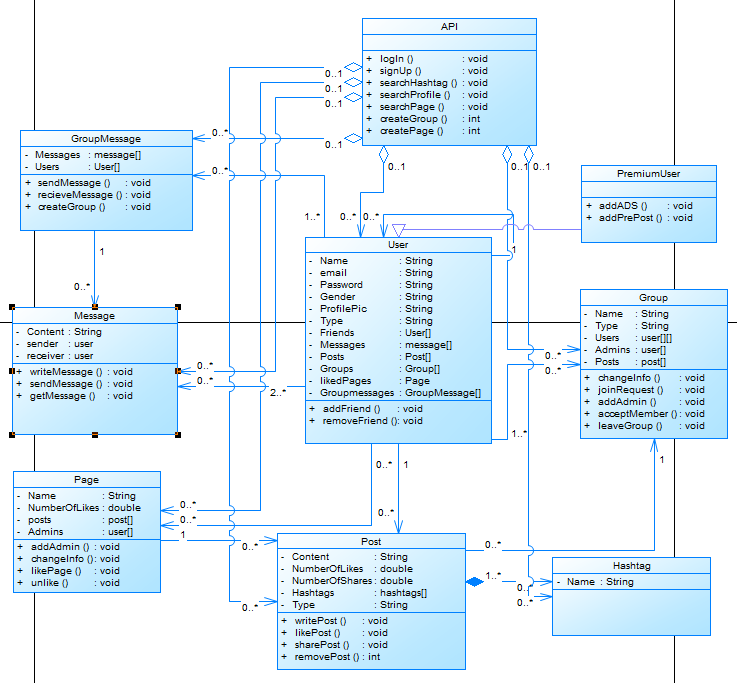 API
+ logIn () : void
+ signUp () : void
+ searchHashtag () : void
+ searchProfile () : void
+ searchPage () : void
+ createGroup () : int
+ createPage () : int
0..1
0..1
0..1
0..1
0..1
0..1
0..1
GroupMessage
- Messages : message[]
- Users : User[]
+ sendMessage () : void
+ recieveMessage () : void
+ createGroup () : void
0..*
0..*
1
0..*
1..*
0..*
0..*
1
PremiumUser
+ addADS () : void
+ addPrePost () : void
User
- Name : String
- email : String
- Password : String
- Gender : String
- ProfilePic : String
- Type : String
- Friends : User[]
- Messages : message[]
- Posts : Post[]
- Groups : Group[]
- likedPages : Page
- Groupmessages : GroupMessage[]
+ addFriend () : void
+ removeFriend () : void
Message
- Content : String
- sender : user
- receiver : user
+ writeMessage () : void
+ sendMessage () : void
+ getMessage () : void
0..*
0..*
2..*
Group
- Name : String
- Type : String
- Users : user[][]
- Admins : user[]
- Posts : post[]
+ changeInfo () : void
+ joinRequest () : void
+ addAdmin () : void
+ acceptMember () : void
+ leaveGroup () : void
0..*
0..*
1..*
1
0..*
1
0..*
Page
- Name : String
- NumberOfLikes : double
- posts : post[]
- Admins : user[]
+ addAdmin () : void
+ changeInfo () : void
+ likePage () : void
+ unlike () : void
0..*
0..*
1
0..*
0..*
Post
- Content : String
- NumberOfLikes : double
- NumberOfShares : double
- Hashtags : hashtags[]
- Type : String
+ writePost () : void
+ likePost () : void
+ sharePost () : void
+ removePost () : int
0..*
1..*
0..*
0..*
Hashtag
- Name : String